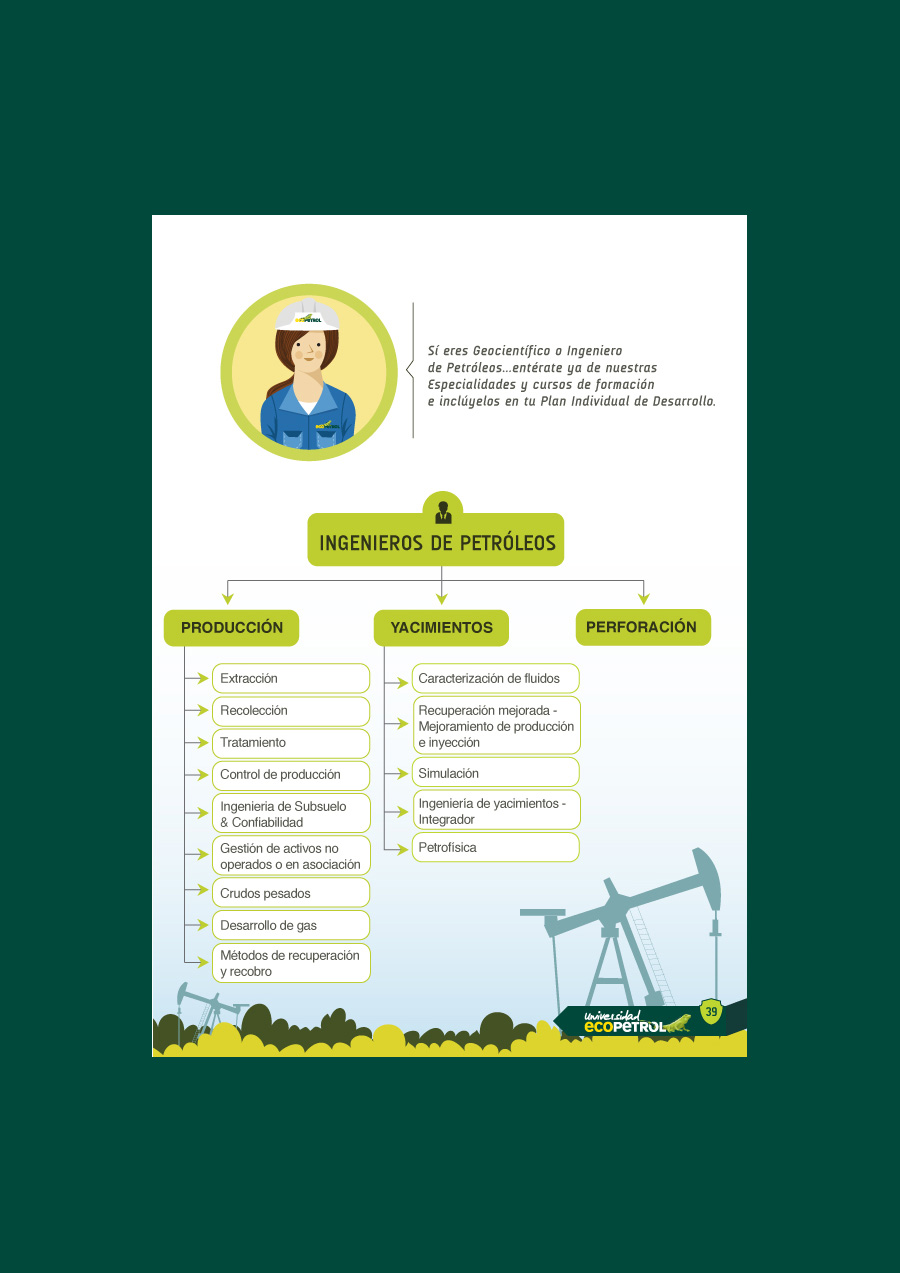 ecoPETROL
ecoPETROL
Sí eres Geocientífico o Ingeniero
de Petróleos...entérate ya de nuestras
Especialidades y cursos de formación
e inclúyelos en tu Plan Individual de Desarrollo.
INGENIEROS DE PETRÓLEOS
PRODUCCIÓN
YACIMIENTOS
PERFORACIÓN
Extracción
Recolección
Tratamiento
Control de producción
Ingenieria de Subsuelo
& Confiabilidad
Gestión de activos no
operados o en asociación
Crudos pesados
Desarrollo de gas
Métodos de recuperación
y recobro
Caracterización de fluidos
Recuperación mejorada -
Mejoramiento de producción
e inyección
Simulación
Ingeniería de yacimientos -
Integrador
Petrofísica
universidad
ecoPETROL
39